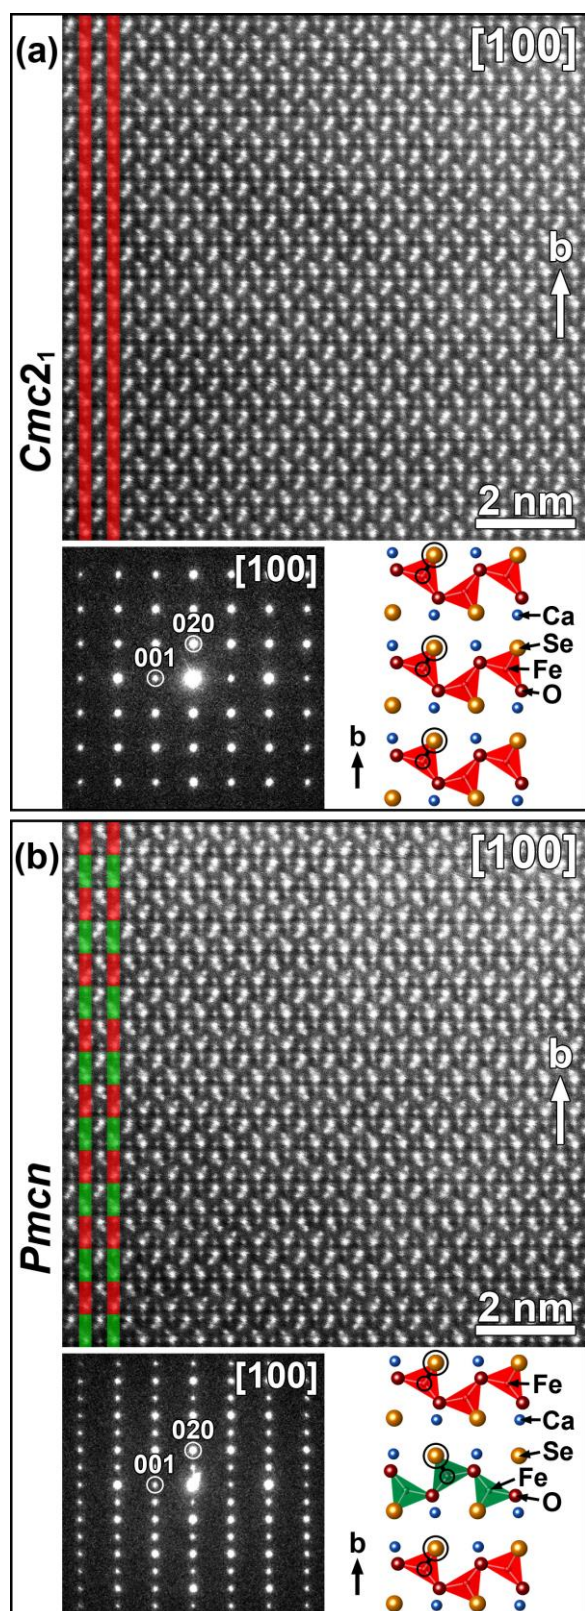 (a)
[100]
b
Cmc2₁
2 nm
[100]
020
001
Ca
Se
Fe
O
b
(b)
[100]
b
Pmcn
2 nm
[100]
020
001
Fe
Ca
Se
Fe
O
b